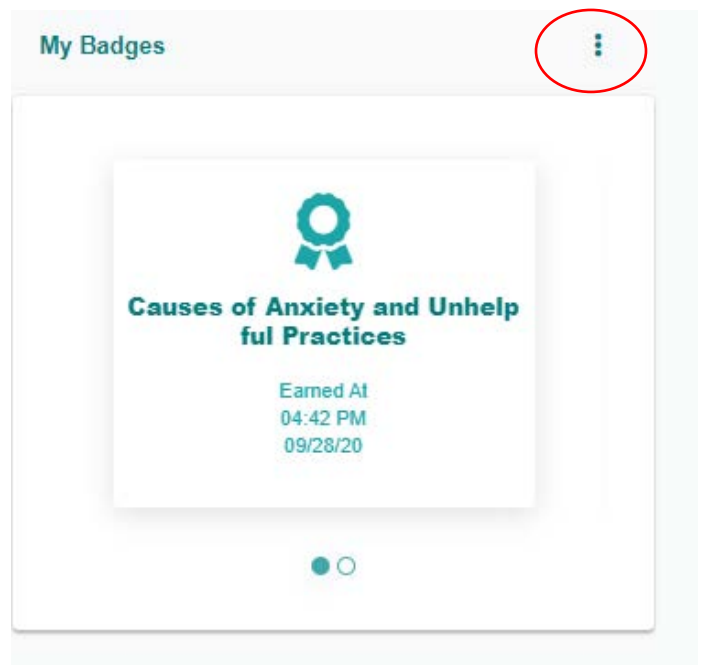 My Badges
Causes of Anxiety and Unhelp
ful Practices
Earned At
04:42 PM
09/28/20